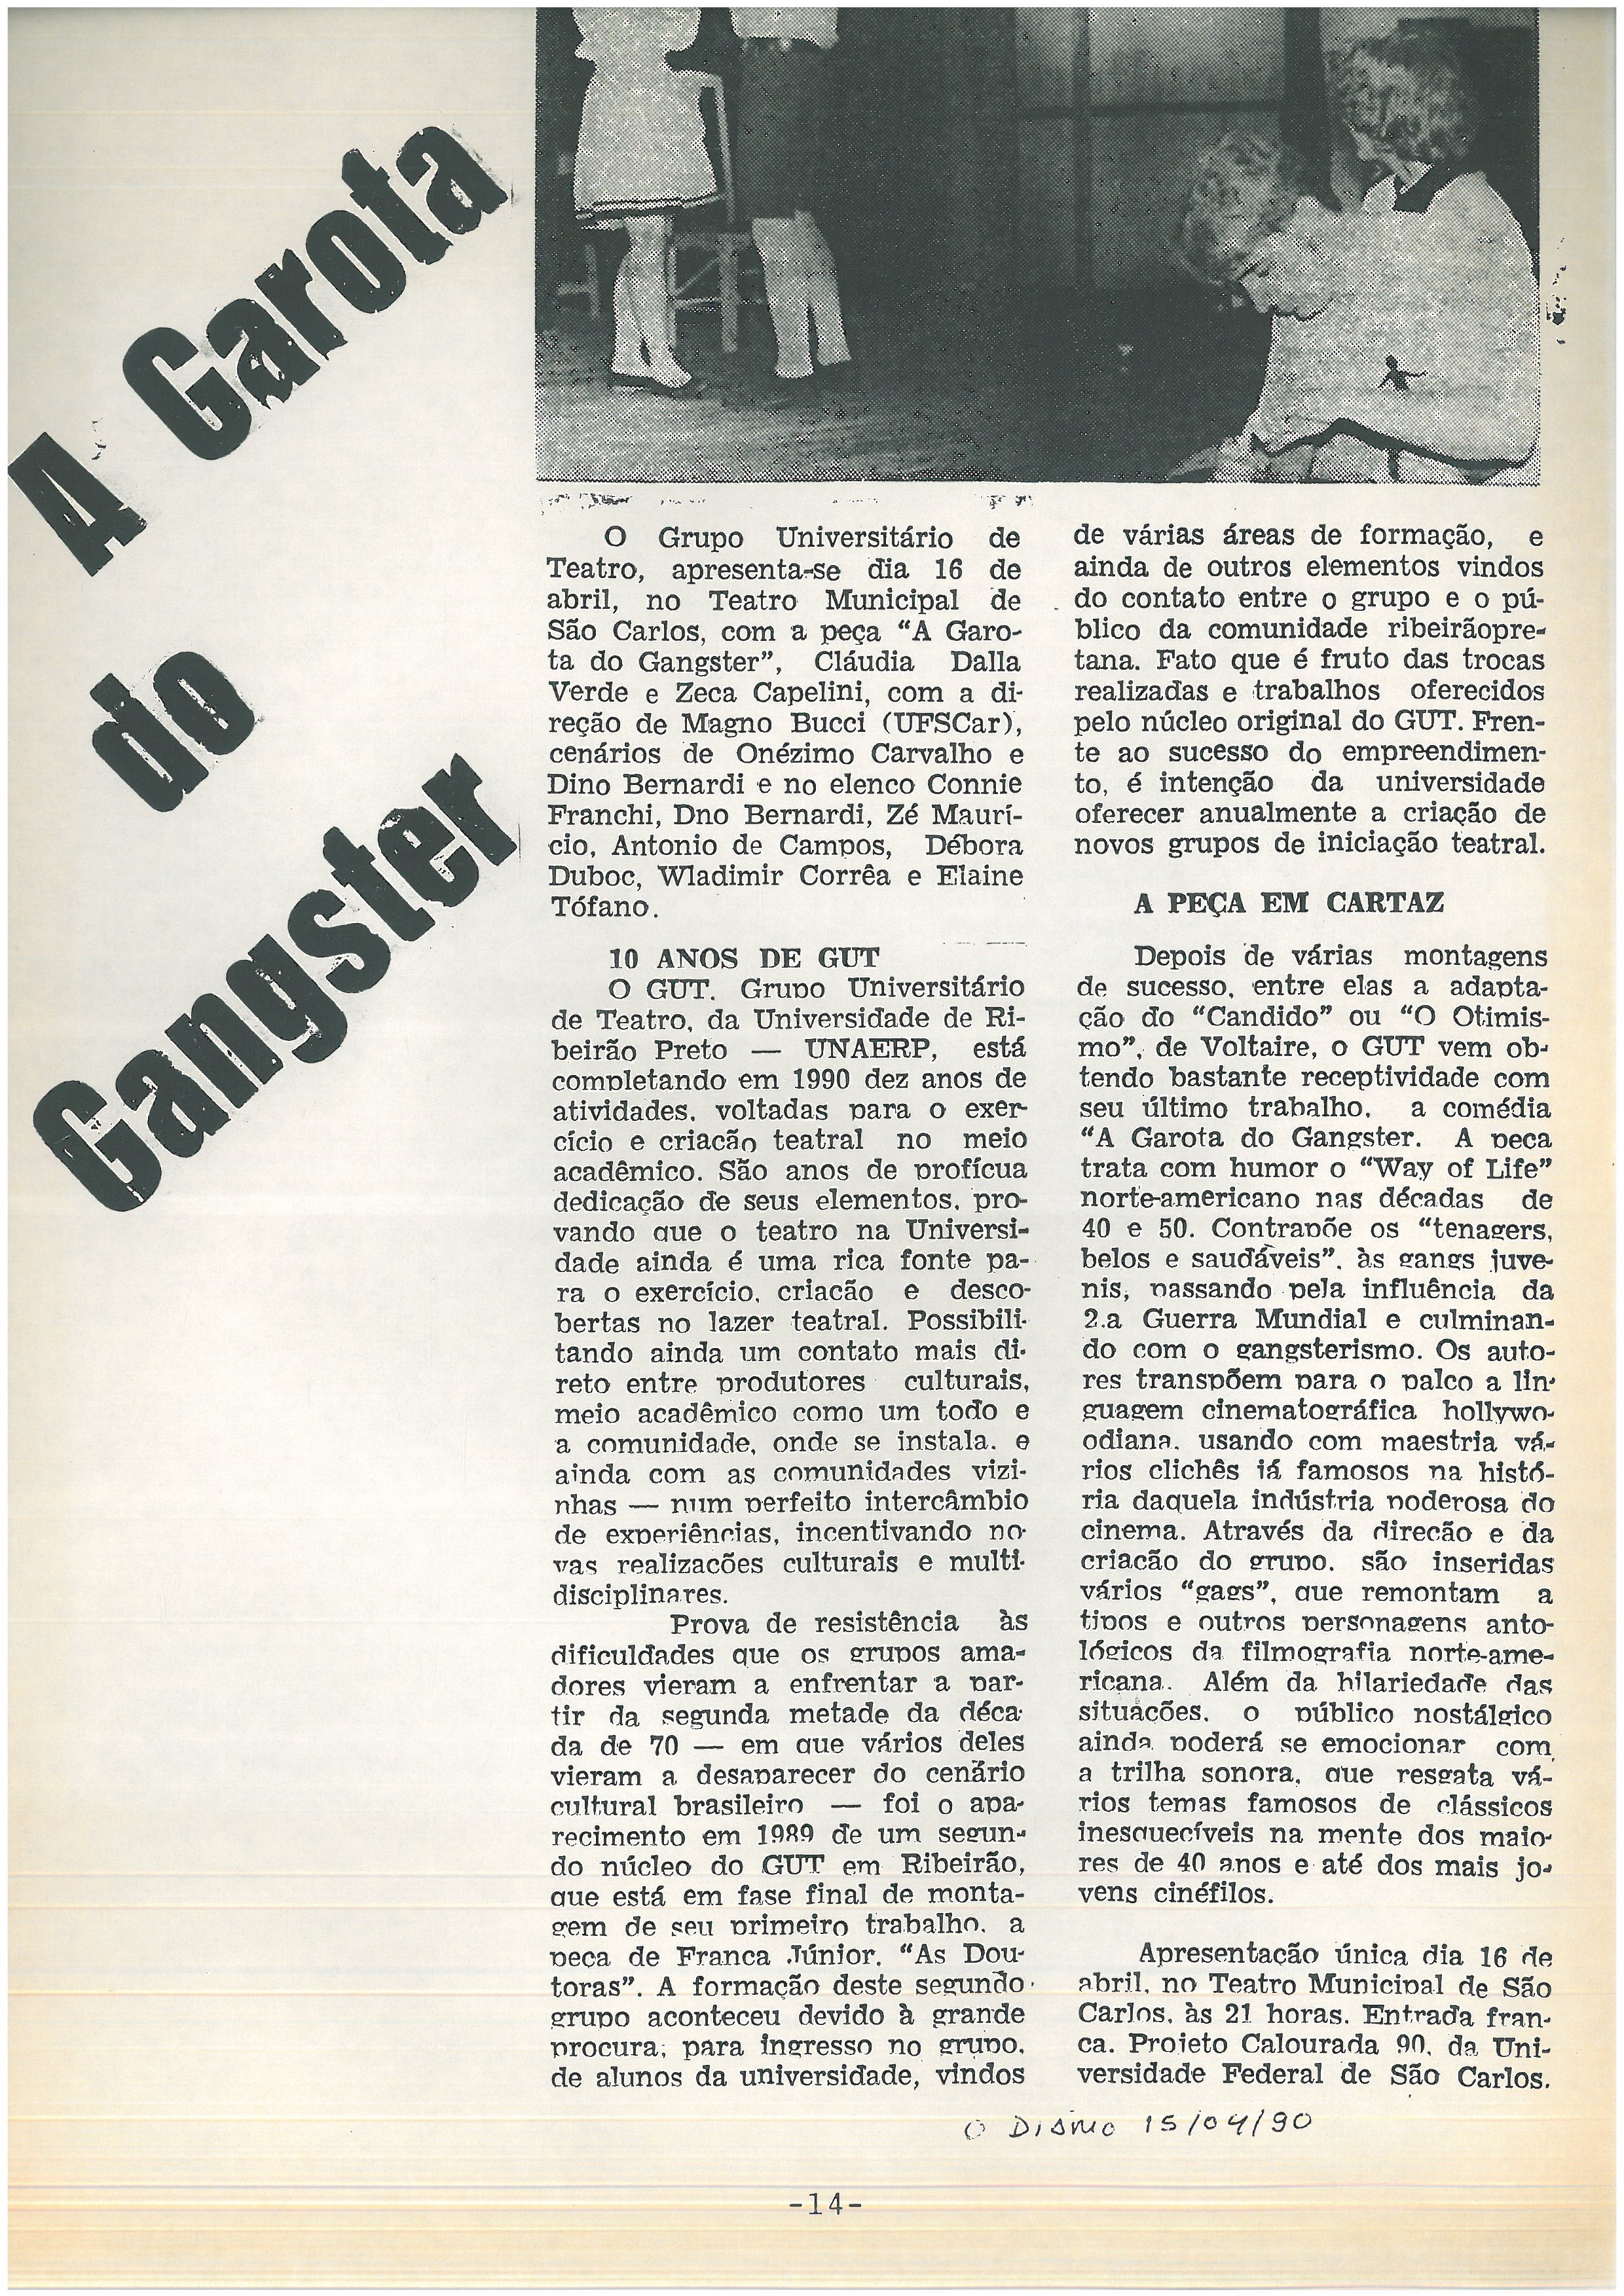 A Garota
do
Gangster
O Grupo Universitário de
Teatro, apresenta-se dia 16 de
abril, no Teatro Municipal de
São Carlos, com a peça “A Garo-
ta do Gangster”, Cláudia Dalla
Verde e Zeca Capelini, com a di-
reção de Magno Bucci (UFSCar),
cenários de Onézimo Carvalho e
Dino Bernardi e no elenco Connie
Franchi, Dno Bernardi, Zé Maurí-
cio, Antonio de Campos, Débora
Duboc, Wladimir Corrêa e Elaine
Tófano.
10 ANOS DE GUT
O GUT. Grupo Universitário
de Teatro, da Universidade de Ri-
beirão Preto — UNAERP, está
completando em 1990 dez anos de
atividades, voltadas para o exer-
cício e criacão teatral no meio
acadêmico. São anos de profícua
dedicação de seus elementos, pro-
vando que o teatro na Universi-
dade ainda é uma rica fonte pa-
ra o exercício, criacão e desco-
bertas no lazer teatral. Possibili-
tando ainda um contato mais di-
reto entre produtores culturais,
meio acadêmico como um todo e
a comunidade, onde se instala. e
ainda com as comunidades vizi-
nhas — num perfeito intercâmbio
de experiências, incentivando no-
vas realizacões culturais e multi-
disciplinares.
Prova de resistência às
dificuldades que os grupos ama-
dores vieram a enfrentar a par-
tir da segunda metade da déca-
da de 70 — em que vários deles
vieram a desaparecer do cenário
cultural brasileiro — foi o apa-
recimento em 1989 de um segun-
do núcleo do GUT em Ribeirão,
que está em fase final de monta-
gem de seu primeiro trabalho. a
peca de Franca Júnior. “As Dou-
toras”. A formação deste segundo
grupo aconteceu devido à grande
procura; para ingresso no grupo.
de alunos da universidade, vindos
de várias áreas de formação, e
ainda de outros elementos vindos
do contato entre o grupo e o pú-
blico da comunidade ribeirãopre-
tana. Fato que é fruto das trocas
realizadas e trabalhos oferecidos
pelo núcleo original do GUT. Fren-
te ao sucesso do empreendimen-
to, é intenção da universidade
oferecer anualmente a criação de
novos grupos de iniciação teatral.
A PEÇA EM CARTAZ
Depois de várias montagens
de sucesso, entre elas a adapta-
ção do “Candido” ou “O Otimis-
mo”, de Voltaire, o GUT vem ob-
tendo bastante receptividade com
seu último trabalho, a comédia
“A Garota do Gangster. A peca
trata com humor o “Way of Life”
norte-americano nas décadas de
40 e 50. Contrapõe os “tenagers,
belos e saudáveis”. às gangs juve-
nis, passando pela influência da
2.a Guerra Mundial e culminan-
do com o gangsterismo. Os auto-
res transpõem para o palco a lin-
guagem cinematográfica hollywo-
odiana. usando com maestria vá-
rios clichês já famosos na histó-
ria daquela indústria poderosa do
cinema. Através da direcão e da
criacão do grupo. são inseridas
vários “gags”, que remontam a
tipos e outros personagens anto-
lógicos da filmografia norte-ame-
ricana. Além da hilariedade das
situacões. o público nostálgico
ainda poderá se emocionar com
a trilha sonora, que resgata vá-
rios temas famosos de clássicos
inesquecíveis na mente dos maio-
res de 40 anos e até dos mais jo-
vens cinéfilos.
Apresentação única dia 16 de
abril, no Teatro Municipal de São
Carlos, às 21 horas. Entrada fran-
ca. Projeto Calourada 90, da Uni-
versidade Federal de São Carlos.
O DIÁRIO 15/04/90
-14-